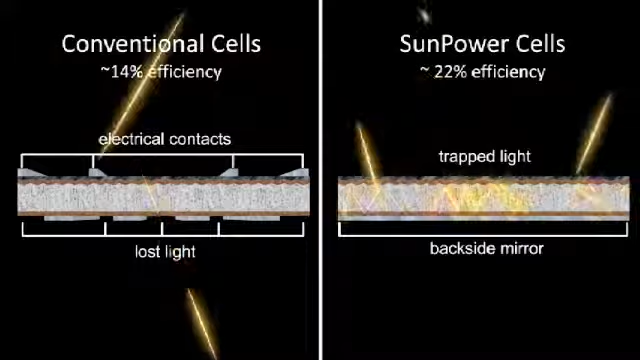 Conventional Cells
~14% efficiency
electrical contacts
lost light
SunPower Cells
~ 22% efficiency
trapped light
backside mirror